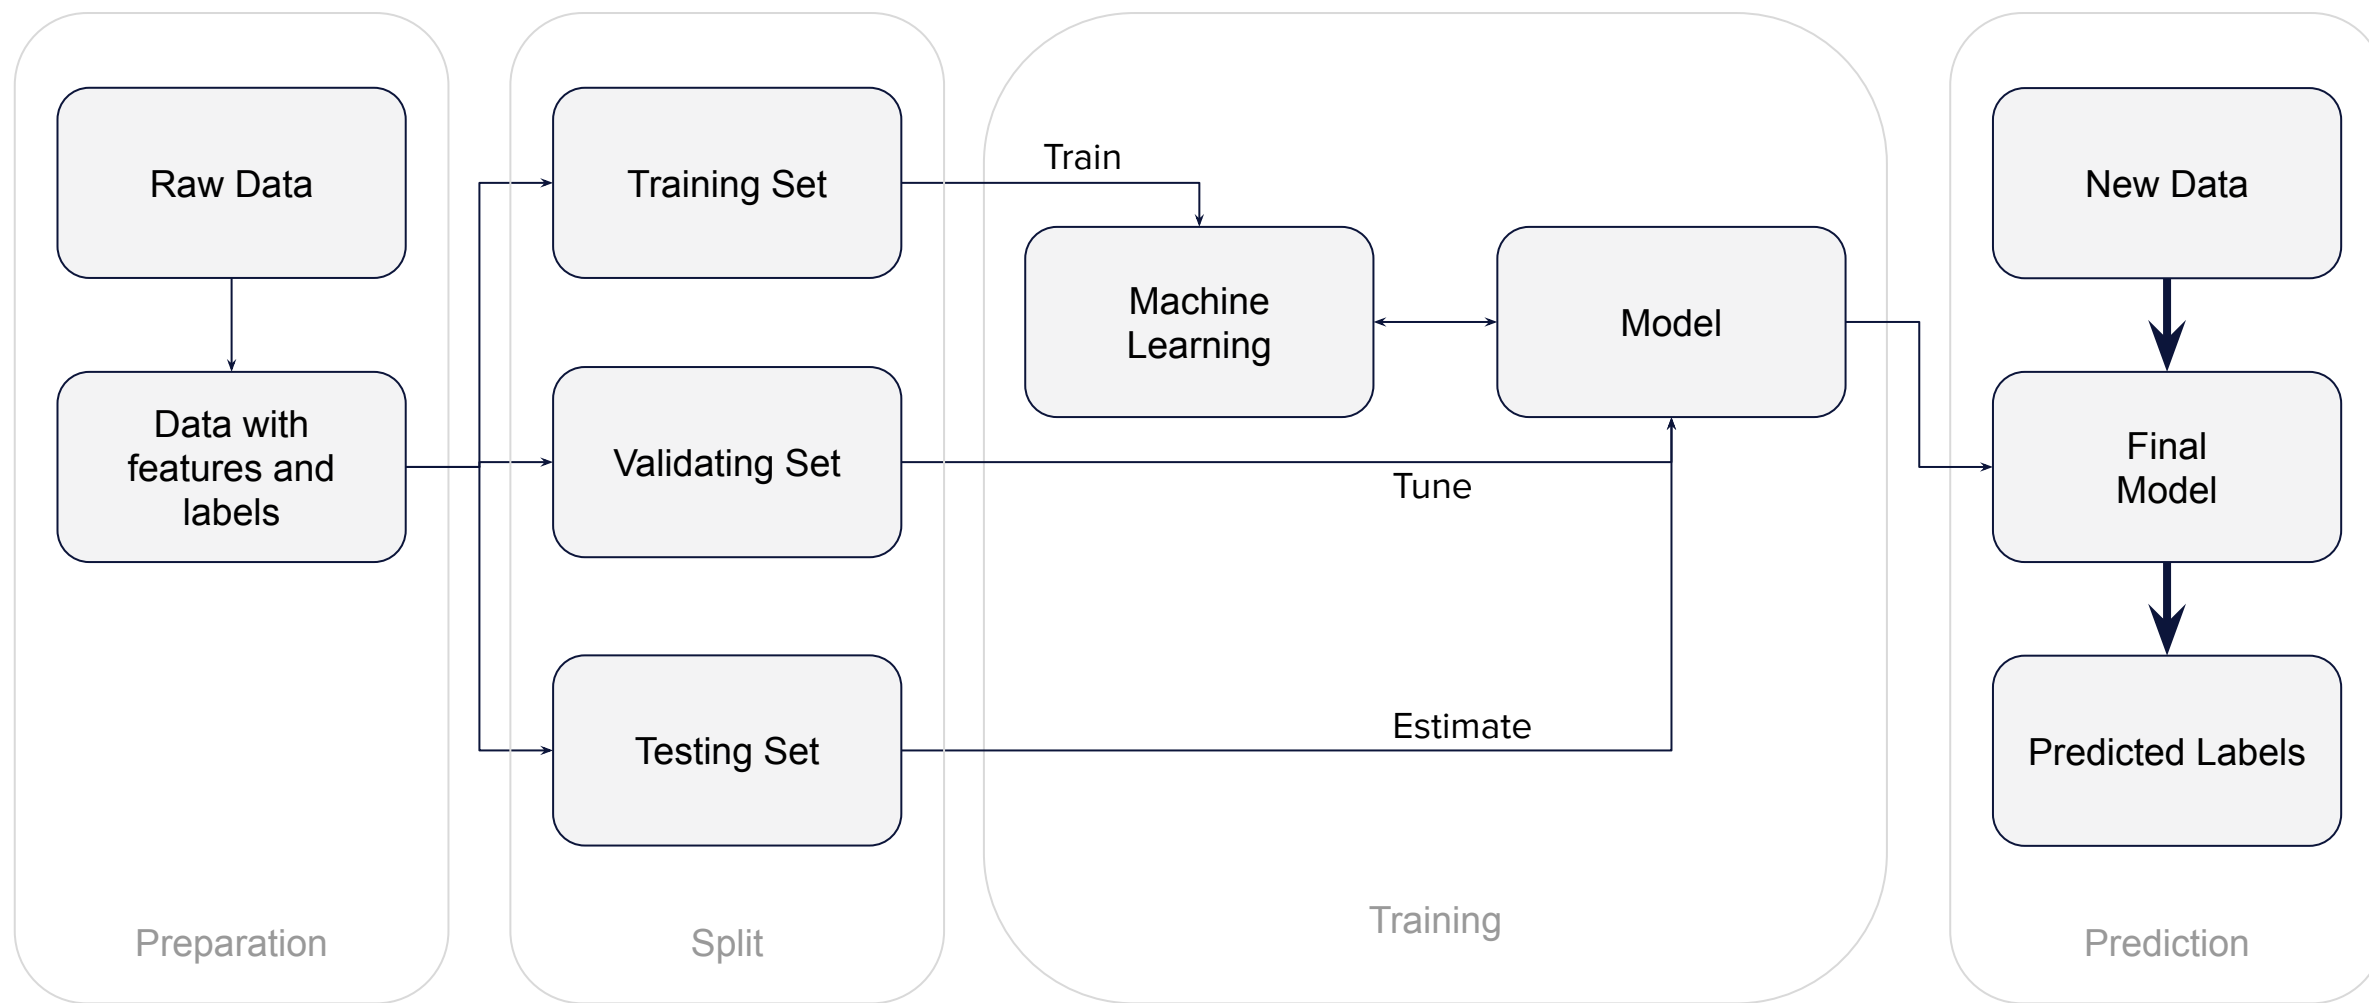 Raw Data
Data with
features and
labels
Preparation
Training Set
Validating Set
Testing Set
Split
Train
Machine
Learning
Model
Tune
Estimate
Training
New Data
Final
Model
Predicted Labels
Prediction